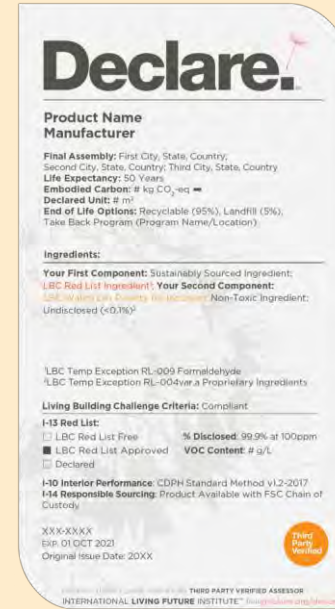 Declare.
Product Name
Manufacturer
Final Assembly: First City, State, Country;
Second City, State, Country; Third City, State, Country
Life Expectancy: 50 Years
Embodied Carbon: # kg CO₂-eq
Declared Unit: # m²
End of Life Options: Recyclable (95%), Landfill (5%);
Take Back Program (Program Name/Location)
Ingredients:
Your First Component: Sustainably Sourced Ingredient;
LBC Red List Ingredient¹; Your Second Component:
Non-Toxic Ingredient;
Undisclosed (<0.1%)²
¹LBC Temp Exception RL-009 Formaldehyde
²LBC Temp Exception RL-004var.a Proprietary Ingredients
Living Building Challenge Criteria: Compliant
I-13 Red List:
LBC Red List Free % Disclosed: 99.9% at 100ppm
LBC Red List Approved VOC Content: # g/L
Declared
I-10 Interior Performance: CDPH Standard Method v1.2-2017
I-14 Responsible Sourcing: Product Available with FSC Chain of
Custody
XXX-XXXX
Exp. 01 OCT 2021
Original Issue Date: 20XX
Third
Party
Verified
THIRD PARTY VERIFIED ASSESSOR
INTERNATIONAL LIVING FUTURE INSTITUTE™